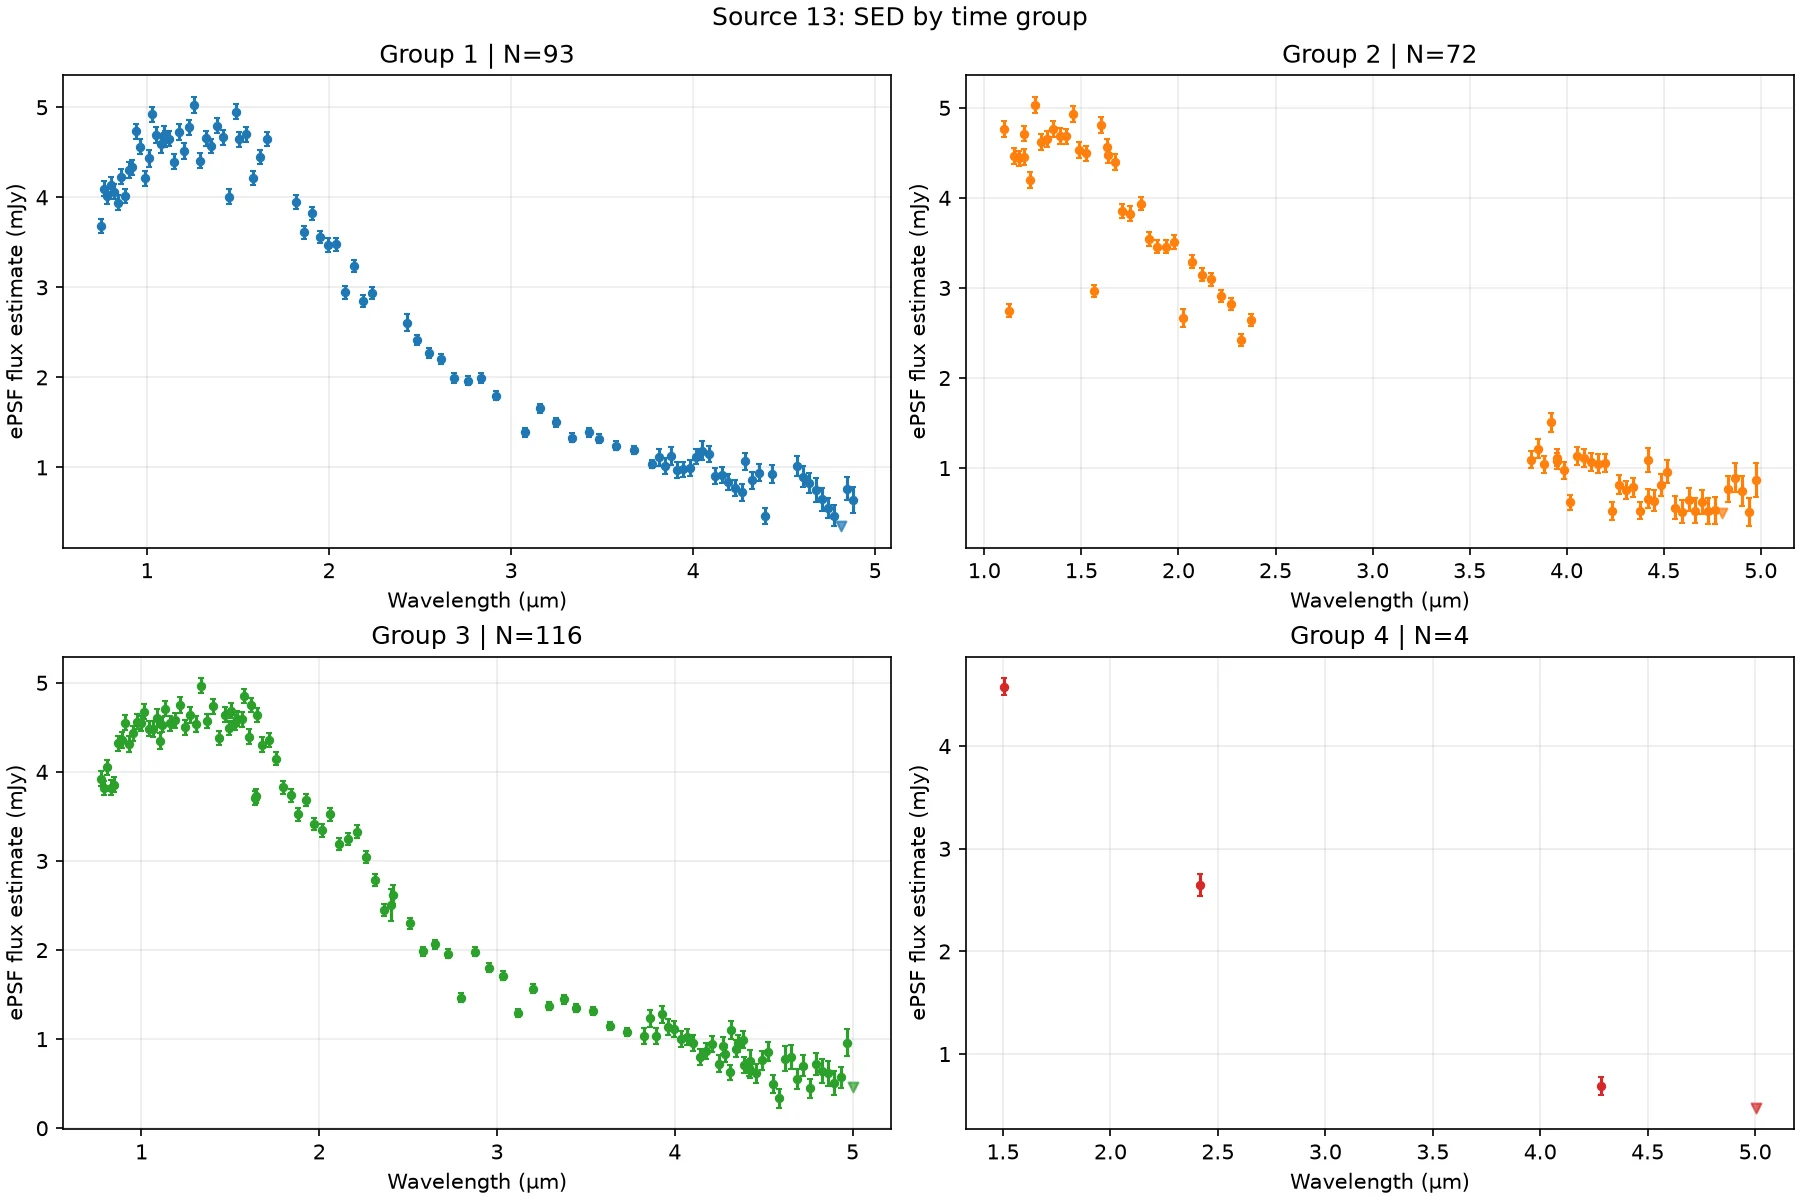 Source 13: SED by time group
Group 1 | N=93
ePSF flux estimate (mJy)
5
4
3
2
1
1 2 3 4 5
Wavelength (µm)
Group 2 | N=72
ePSF flux estimate (mJy)
5
4
3
2
1
1.0 1.5 2.0 2.5 3.0 3.5 4.0 4.5 5.0
Wavelength (µm)
Group 3 | N=116
ePSF flux estimate (mJy)
5
4
3
2
1
0
1 2 3 4 5
Wavelength (µm)
Group 4 | N=4
ePSF flux estimate (mJy)
4
3
2
1
1.5 2.0 2.5 3.0 3.5 4.0 4.5 5.0
Wavelength (µm)